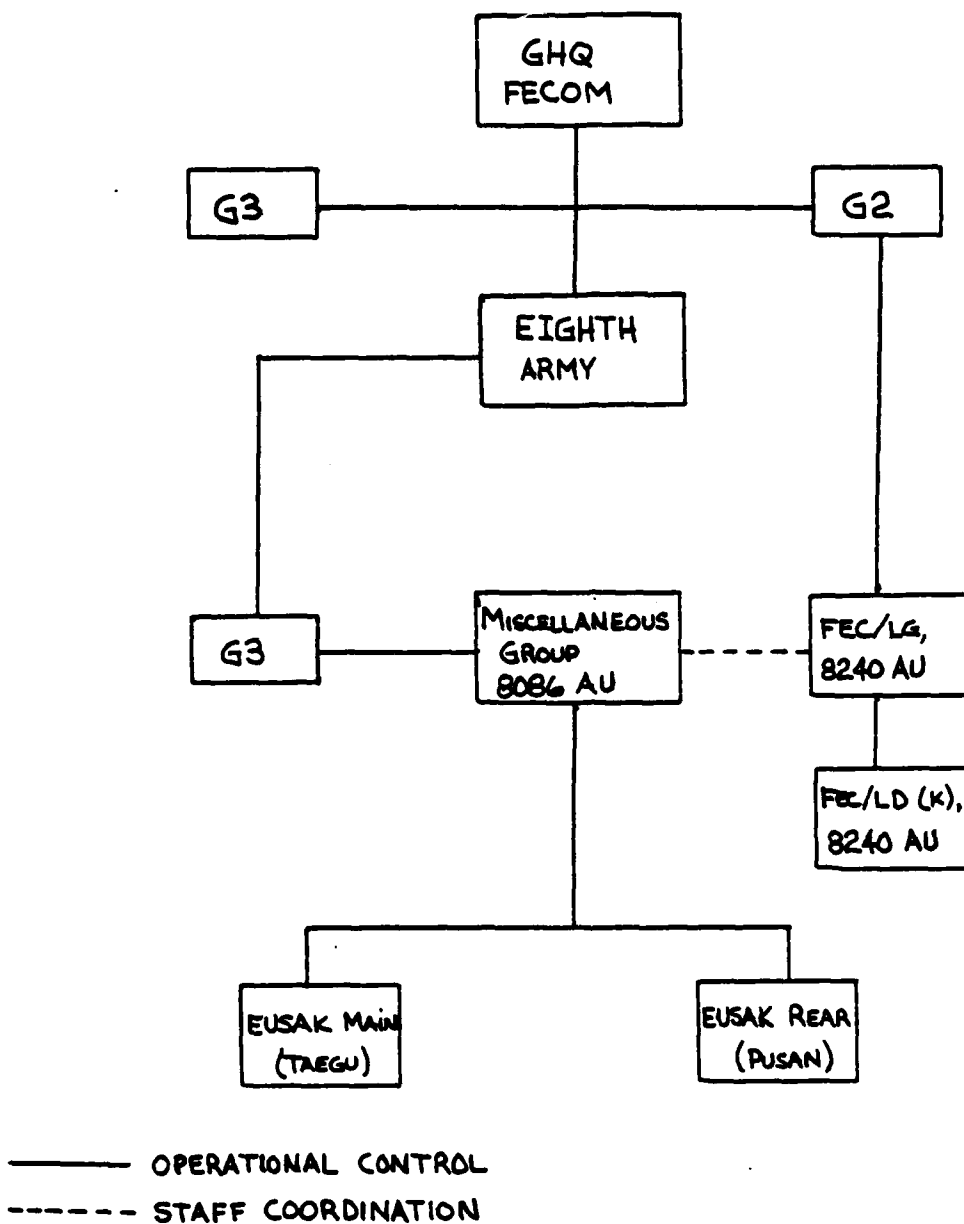 GHQ
FECOM
G3
G2
EIGHTH
ARMY
G3
MISCELLANEOUS
GROUP
8086 AU
FEC/LG,
8240 AU
FEC/LD (K),
8240 AU
EUSAK MAIN
(TAEGU)
EUSAK REAR
(PUSAN)
OPERATIONAL CONTROL
STAFF COORDINATION